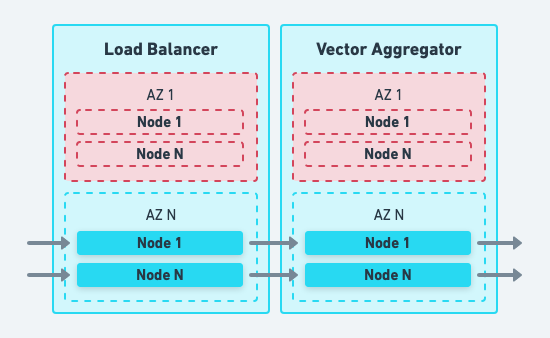 Load Balancer
AZ 1
Node 1
Node N
AZ N
Node 1
Node N
Vector Aggregator
AZ 1
Node 1
Node N
AZ N
Node 1
Node N